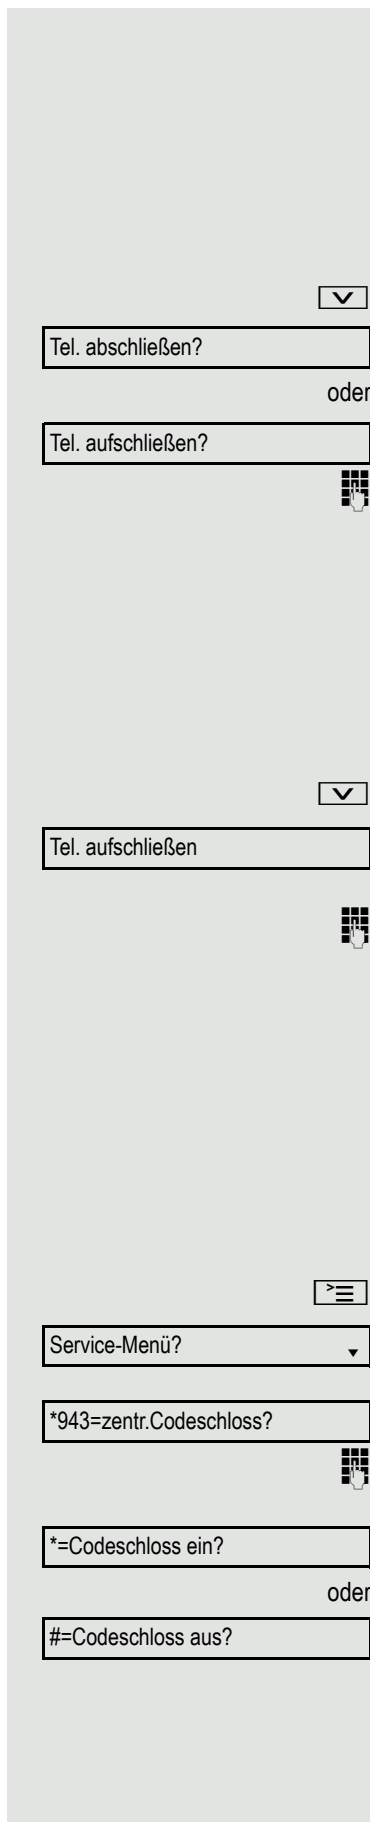 Tel. abschließen?
oder
Tel. aufschließen?
Tel. aufschließen
Service-Menü?
*943=zentr.Codeschloss?
*=Codeschloss ein?
oder
#=Codeschloss aus?